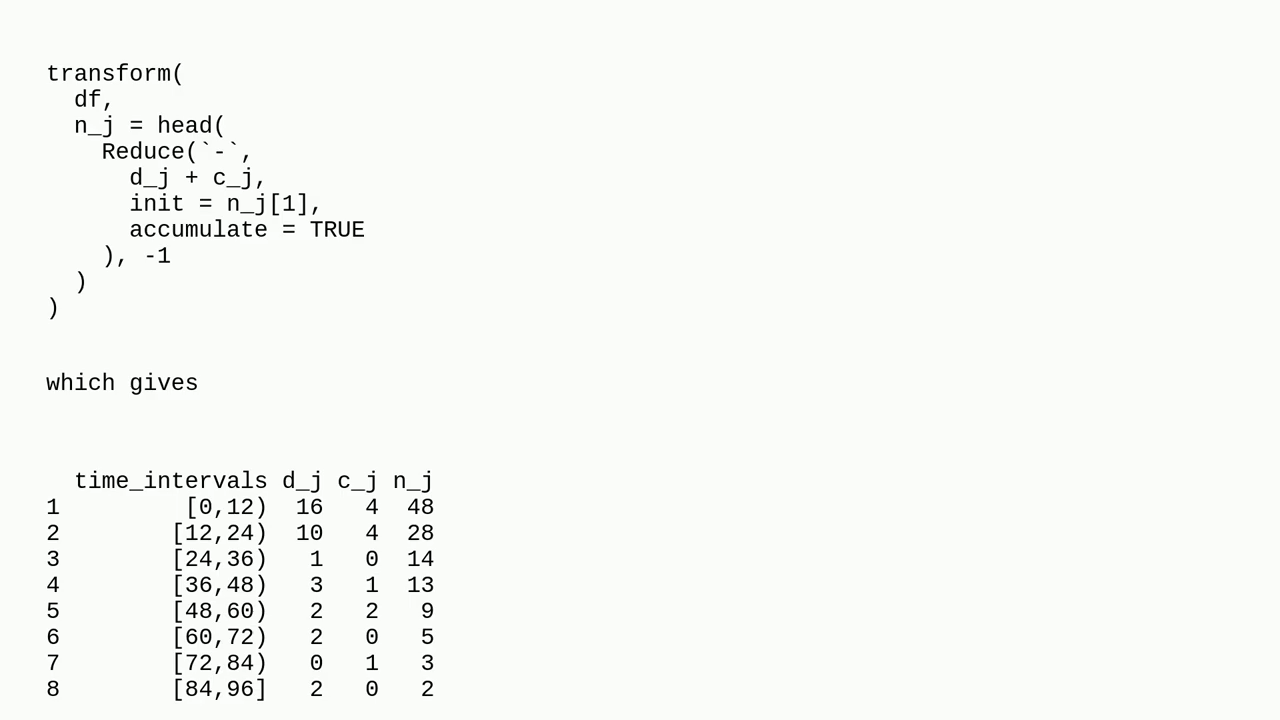 transform(
  df,
  n_j = head(
    Reduce(`-`,
      d_j + c_j,
      init = n_j[1],
      accumulate = TRUE
    ), -1
  )
)
which gives
  time_intervals d_j c_j n_j
1         [0,12)  16   4  48
2        [12,24)  10   4  28
3        [24,36)   1   0  14
4        [36,48)   3   1  13
5        [48,60)   2   2   9
6        [60,72)   2   0   5
7        [72,84)   0   1   3
8        [84,96]   2   0   2